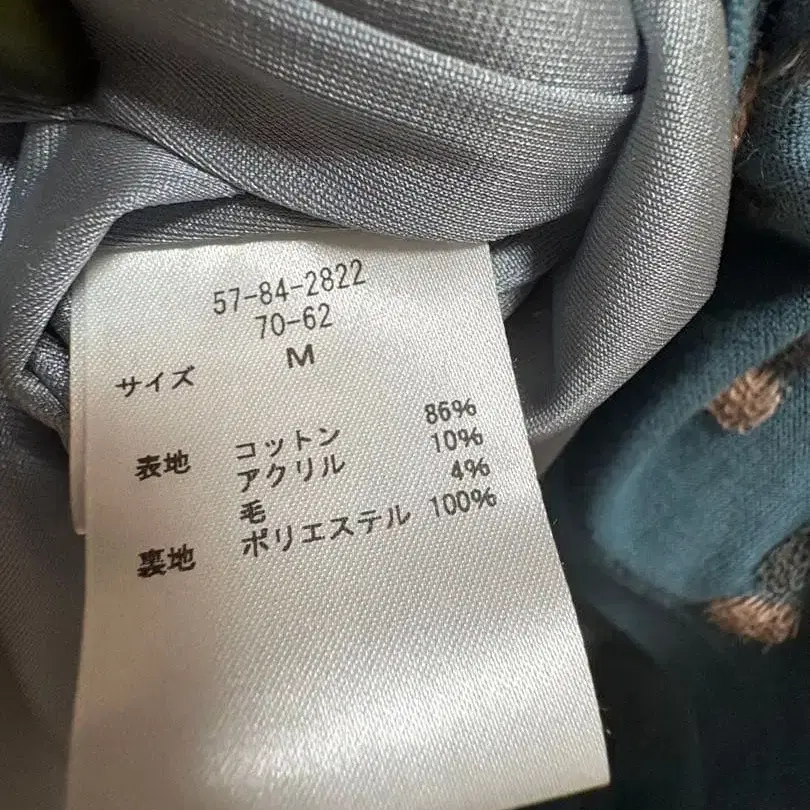 57-84-2822
70-62
サイズ M
表地 コットン 86%
アクリル 10%
毛 4%
裏地 ポリエステル 100%